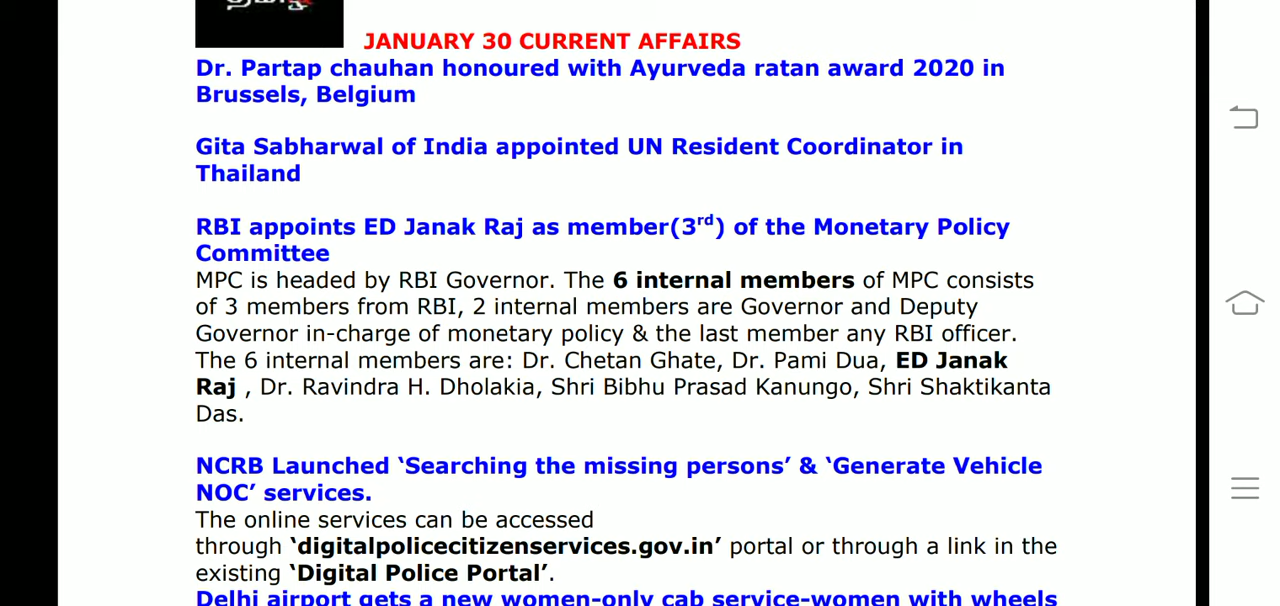 JANUARY 30 CURRENT AFFAIRS
Dr. Partap chauhan honoured with Ayurveda ratan award 2020 in
Brussels, Belgium
Gita Sabharwal of India appointed UN Resident Coordinator in
Thailand
RBI appoints ED Janak Raj as member(3rd) of the Monetary Policy
Committee
MPC is headed by RBI Governor. The 6 internal members of MPC consists
of 3 members from RBI, 2 internal members are Governor and Deputy
Governor in-charge of monetary policy & the last member any RBI officer.
The 6 internal members are: Dr. Chetan Ghate, Dr. Pami Dua, ED Janak
Raj , Dr. Ravindra H. Dholakia, Shri Bibhu Prasad Kanungo, Shri Shaktikanta
Das.
NCRB Launched ‘Searching the missing persons’ & ‘Generate Vehicle
NOC’ services.
The online services can be accessed
through ‘digitalpolicecitizenservices.gov.in’ portal or through a link in the
existing ‘Digital Police Portal’.
Delhi airport gets a new women-only cab service-women with wheels